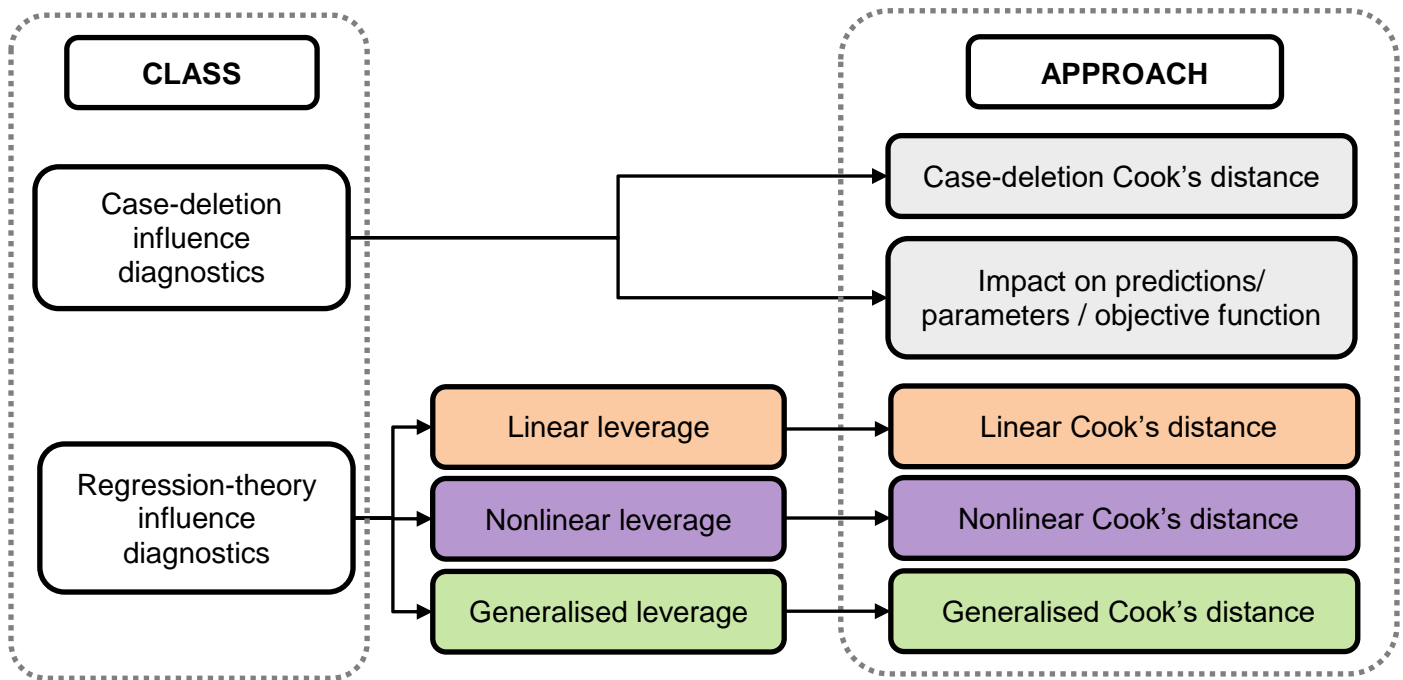 CLASS
APPROACH
Case-deletion
influence
diagnostics
Case-deletion Cook’s distance
Impact on predictions/
parameters / objective function
Regression-theory
influence
diagnostics
Linear leverage
Linear Cook’s distance
Nonlinear leverage
Nonlinear Cook’s distance
Generalised leverage
Generalised Cook’s distance